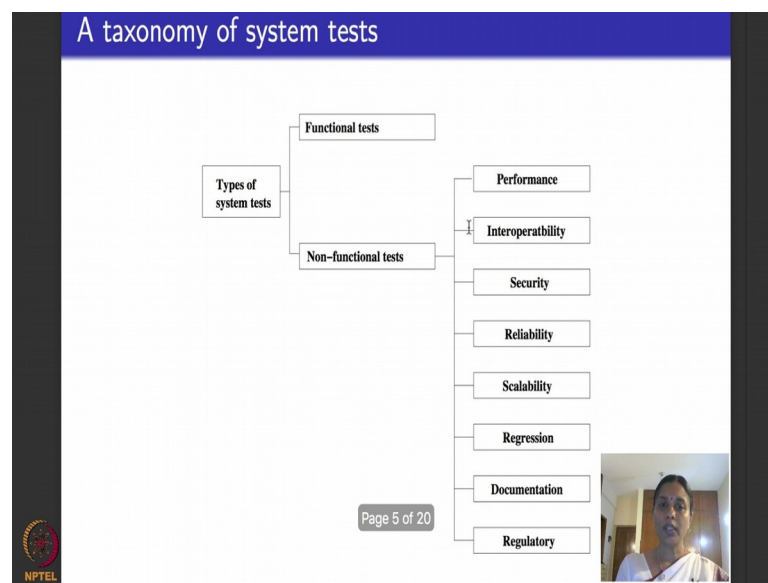 A taxonomy of system tests
Functional tests
Types of
system tests
Non-functional tests
Performance
Interoperatbility
Security
Reliability
Scalability
Regression
Documentation
Regulatory
Page 5 of 20
NPTEL